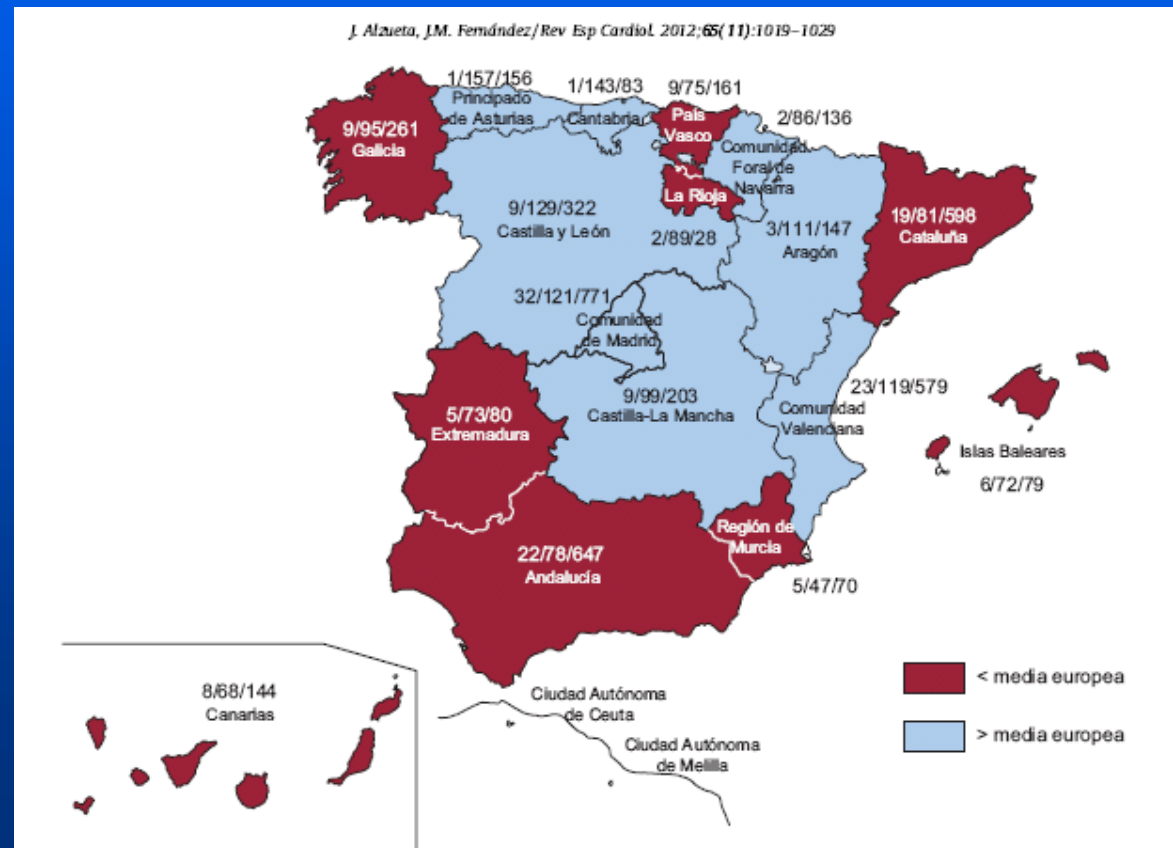 J. Alzueta, J.M. Fernández / Rev Esp Cardiol. 2012;65(11):1019–1029
1/157/156
Principado
de Asturias
1/143/83
Cantabria
9/75/161
País
Vasco
2/86/136
Comunidad
Foral de
Navarra
9/95/261
Galicia
La Rioja
2/89/28
9/129/322
Castilla y León
3/111/147
Aragón
19/81/598
Cataluña
32/121/771
Comunidad
de Madrid
9/99/203
Castilla-La Mancha
23/119/579
Comunidad
Valenciana
5/73/80
Extremadura
Islas Baleares
6/72/79
Región de
Murcia
5/47/70
22/78/647
Andalucía
8/68/144
Canarias
Ciudad Autónoma
de Ceuta
Ciudad Autónoma
de Melilla
< media europea
> media europea